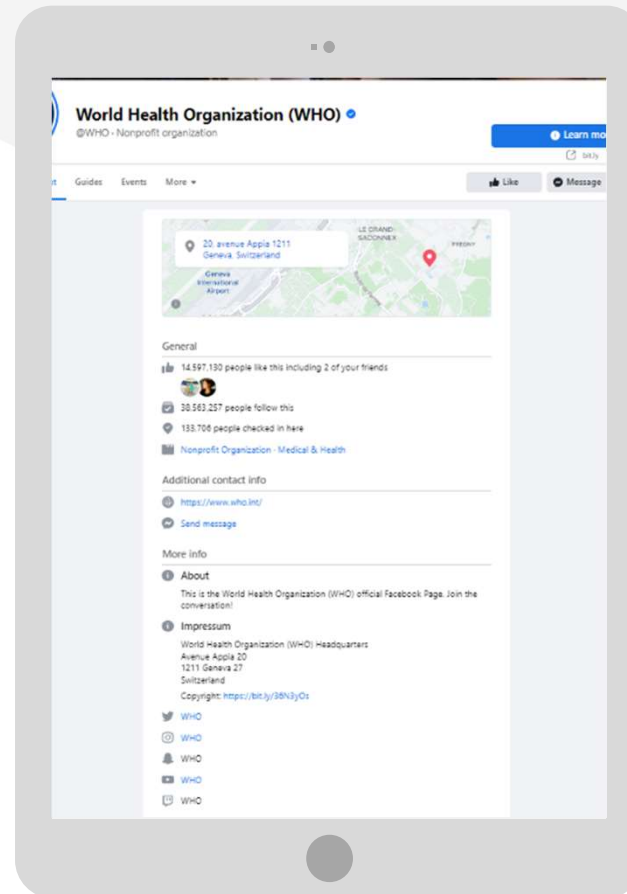 World Health Organization (WHO)
@WHO · Nonprofit organization
Learn mo
bit.ly
Guides Events More
Like Message
20, avenue Appia 1211
Geneva, Switzerland
LE GRAND-
SACONNEX
PREGNY
Geneva
International
Airport
General
14,597,130 people like this including 2 of your friends
38,563,257 people follow this
133,706 people checked in here
Nonprofit Organization · Medical & Health
Additional contact info
https://www.who.int/
Send message
More info
About
This is the World Health Organization (WHO) official Facebook Page. Join the
conversation!
Impressum
World Health Organization (WHO) Headquarters
Avenue Appia 20
1211 Geneva 27
Switzerland
Copyright: https://bit.ly/36N3yOs
WHO
WHO
WHO
WHO
WHO